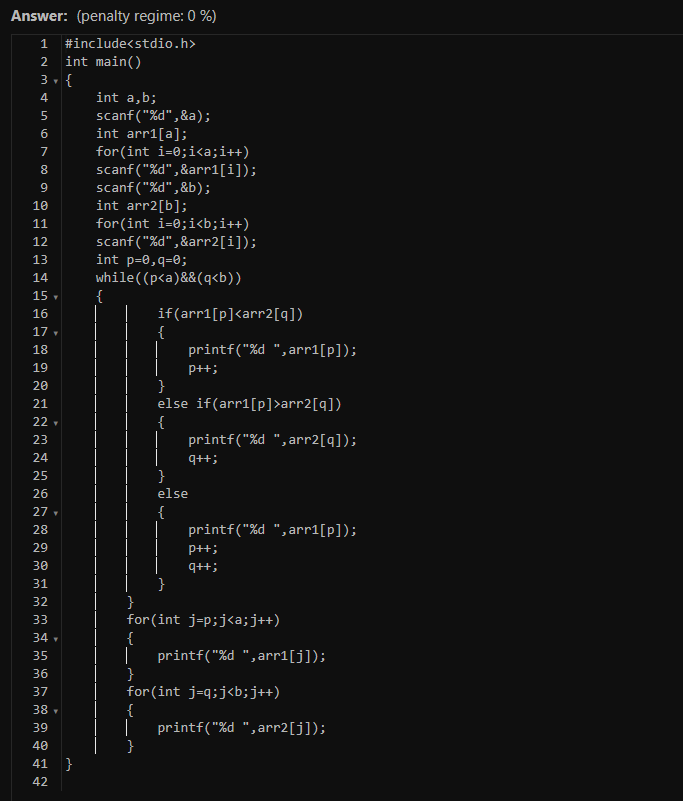 Answer: (penalty regime: 0 %)
1 #include<stdio.h>
2 int main()
3 {
4     int a,b;
5     scanf("%d",&a);
6     int arr1[a];
7     for(int i=0;i<a;i++)
8     scanf("%d",&arr1[i]);
9     scanf("%d",&b);
10     int arr2[b];
11     for(int i=0;i<b;i++)
12     scanf("%d",&arr2[i]);
13     int p=0,q=0;
14     while((p<a)&&(q<b))
15     {
16             if(arr1[p]<arr2[q])
17             {
18                 printf("%d ",arr1[p]);
19                 p++;
20             }
21             else if(arr1[p]>arr2[q])
22             {
23                 printf("%d ",arr2[q]);
24                 q++;
25             }
26             else
27             {
28                 printf("%d ",arr1[p]);
29                 p++;
30                 q++;
31             }
32         }
33         for(int j=p;j<a;j++)
34         {
35             printf("%d ",arr1[j]);
36         }
37         for(int j=q;j<b;j++)
38         {
39             printf("%d ",arr2[j]);
40         }
41 }
42